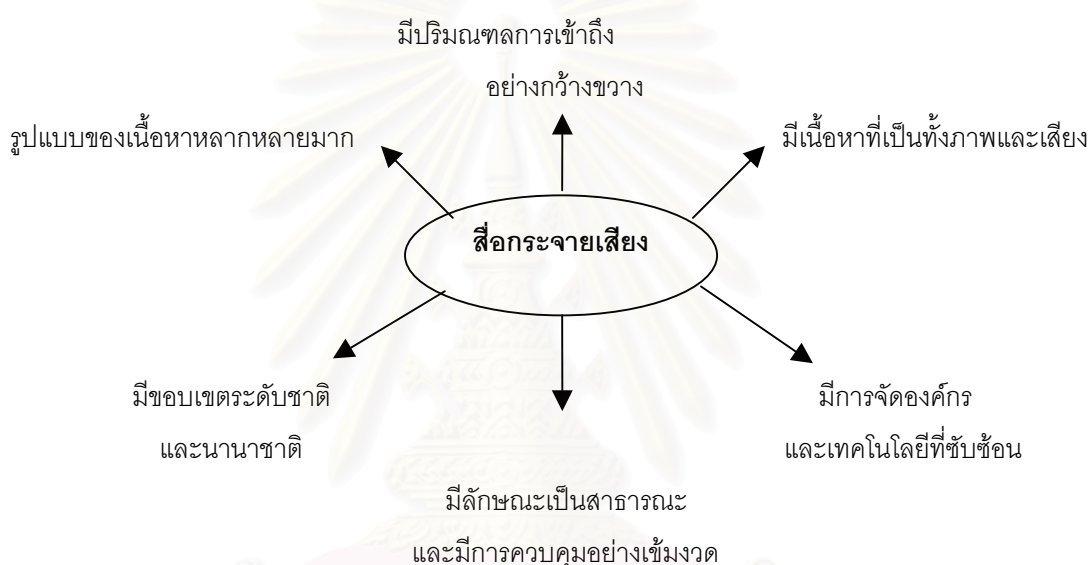 มีปริมณฑลการเข้าถึง
อย่างกว้างขวาง
รูปแบบของเนื้อหาหลากหลายมาก
มีเนื้อหาที่เป็นทั้งภาพและเสียง
สื่อกระจายเสียง
มีขอบเขตระดับชาติ
และนานาชาติ
มีการจัดองค์กร
และเทคโนโลยีที่ซับซ้อน
มีลักษณะเป็นสาธารณะ
และมีการควบคุมอย่างเข้มงวด